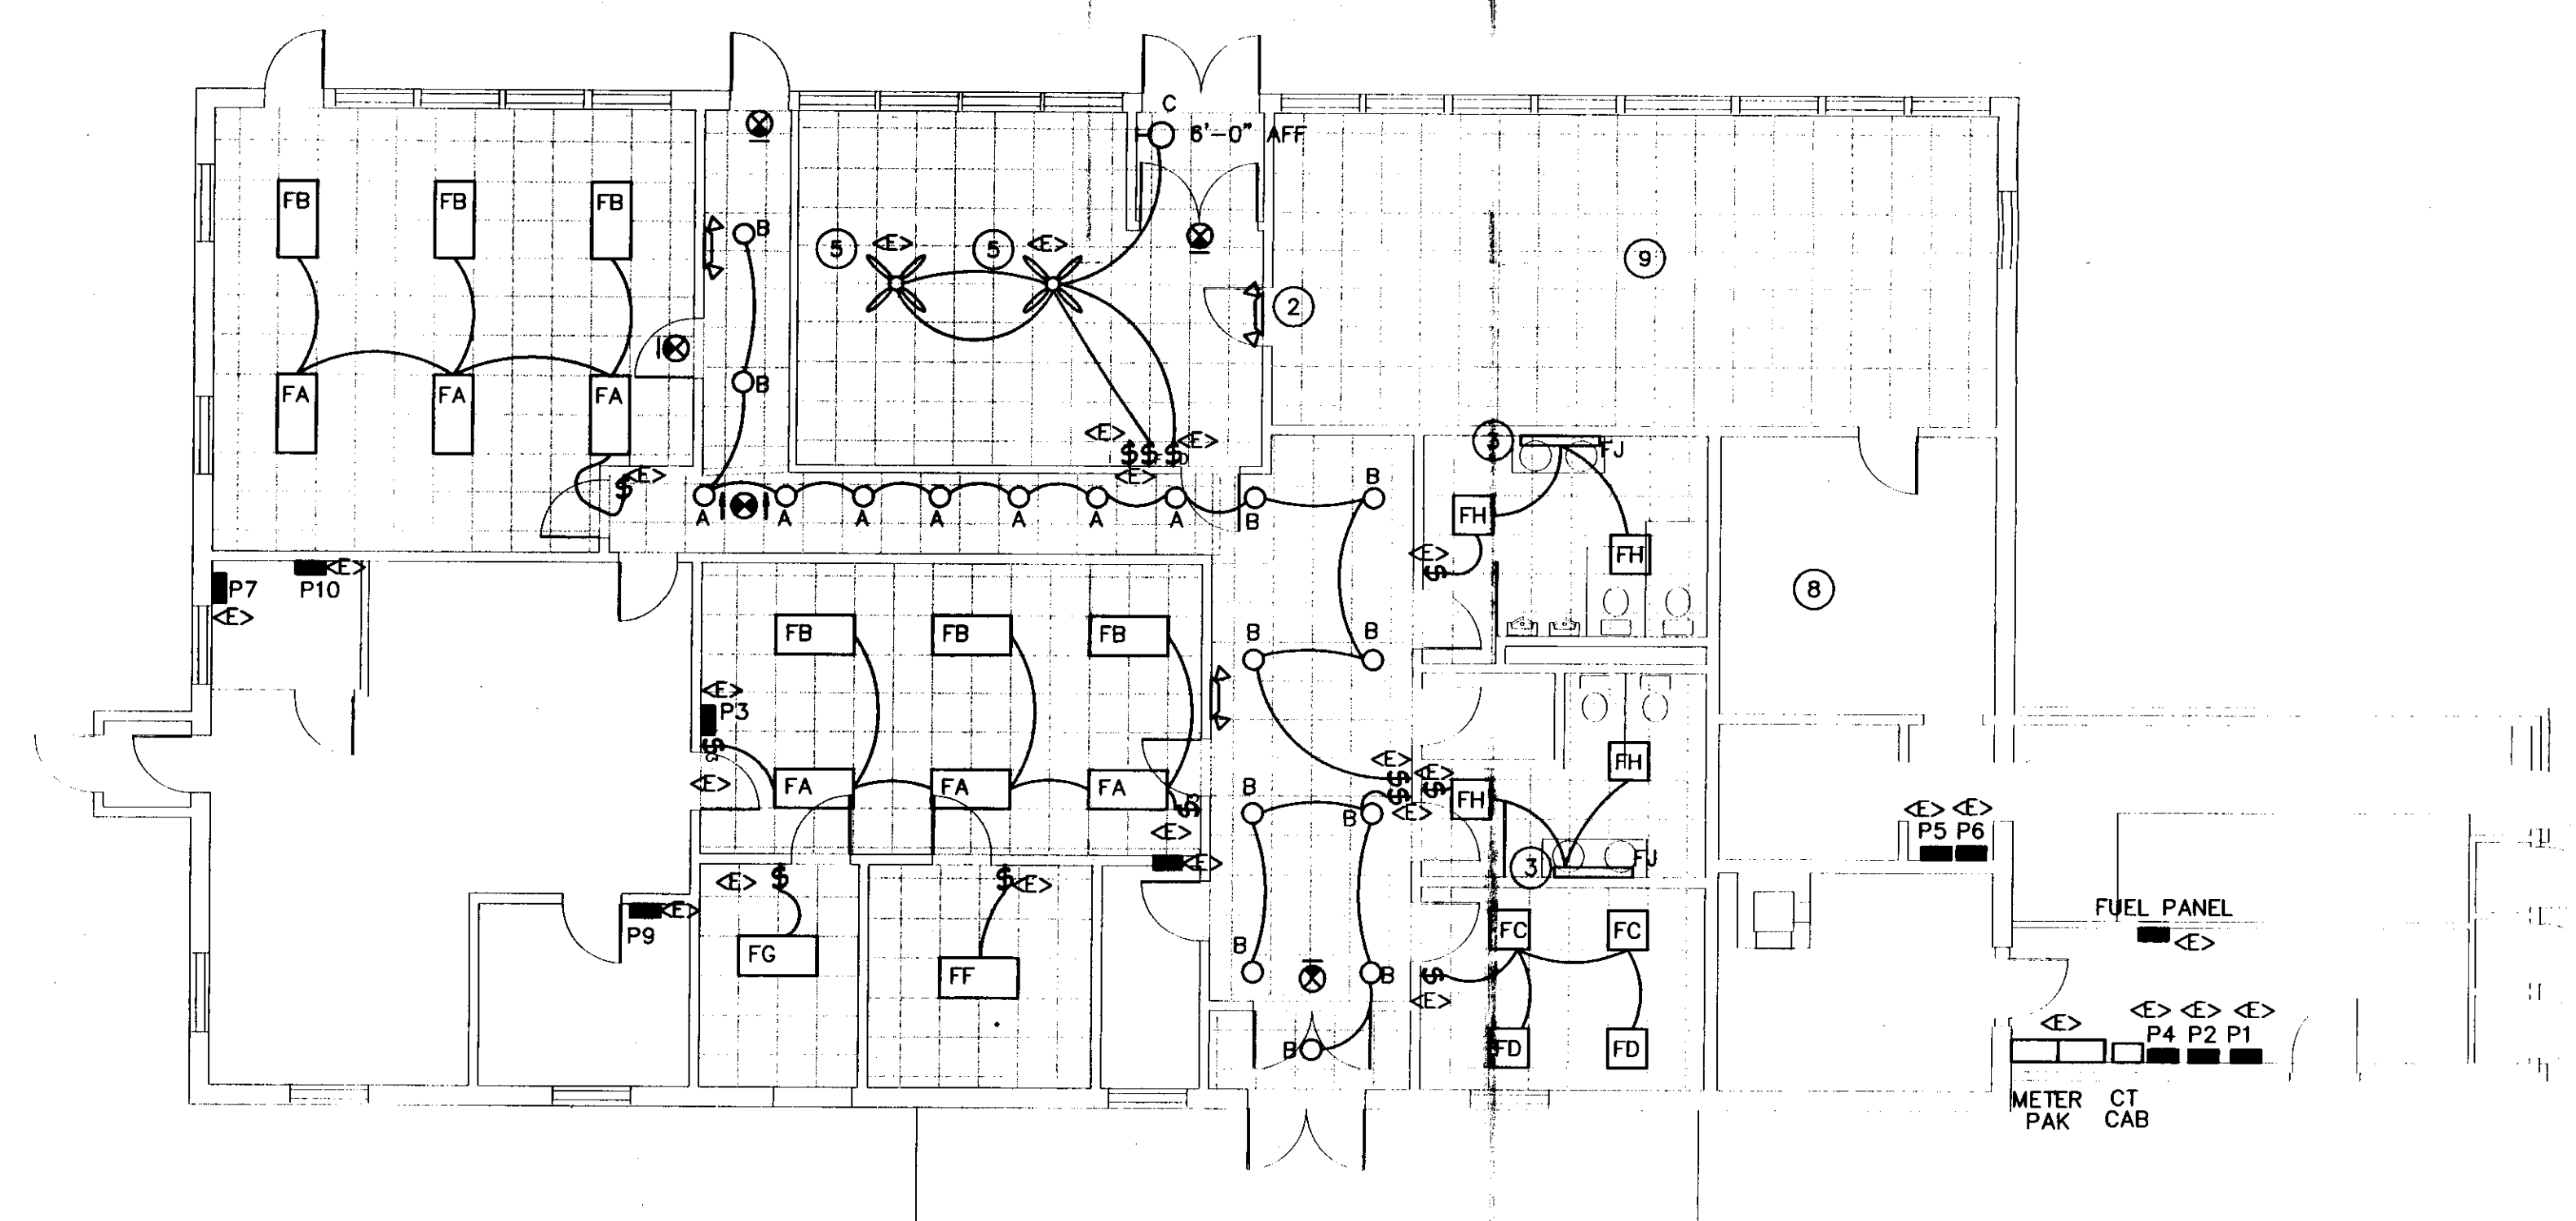 C
6'-0" AFF
FB FB FB
B
5 <E> 5 <E>
9
2
B
FA FA FA
<E> <E>
$ $ $
<E>
$ <E>
A A A A A A A B B
FJ
FH
FH
<E>
$
P7 P10 <E>
<E>
8
FB FB FB
B B
<E>
P3
$3
<E>
FA FA FA
$3
<E>
B B
<E>
$$
<E>
<E>
$
FH
FH
FJ
3
<E> <E>
P5 P6
<E> $
$ <E>
<E>
P9 <E>
FG
FF
B B
$
<E>
FC FC
FD FD
B
FUEL PANEL
<E>
<E> <E> <E> <E>
P4 P2 P1
METER CT
PAK CAB